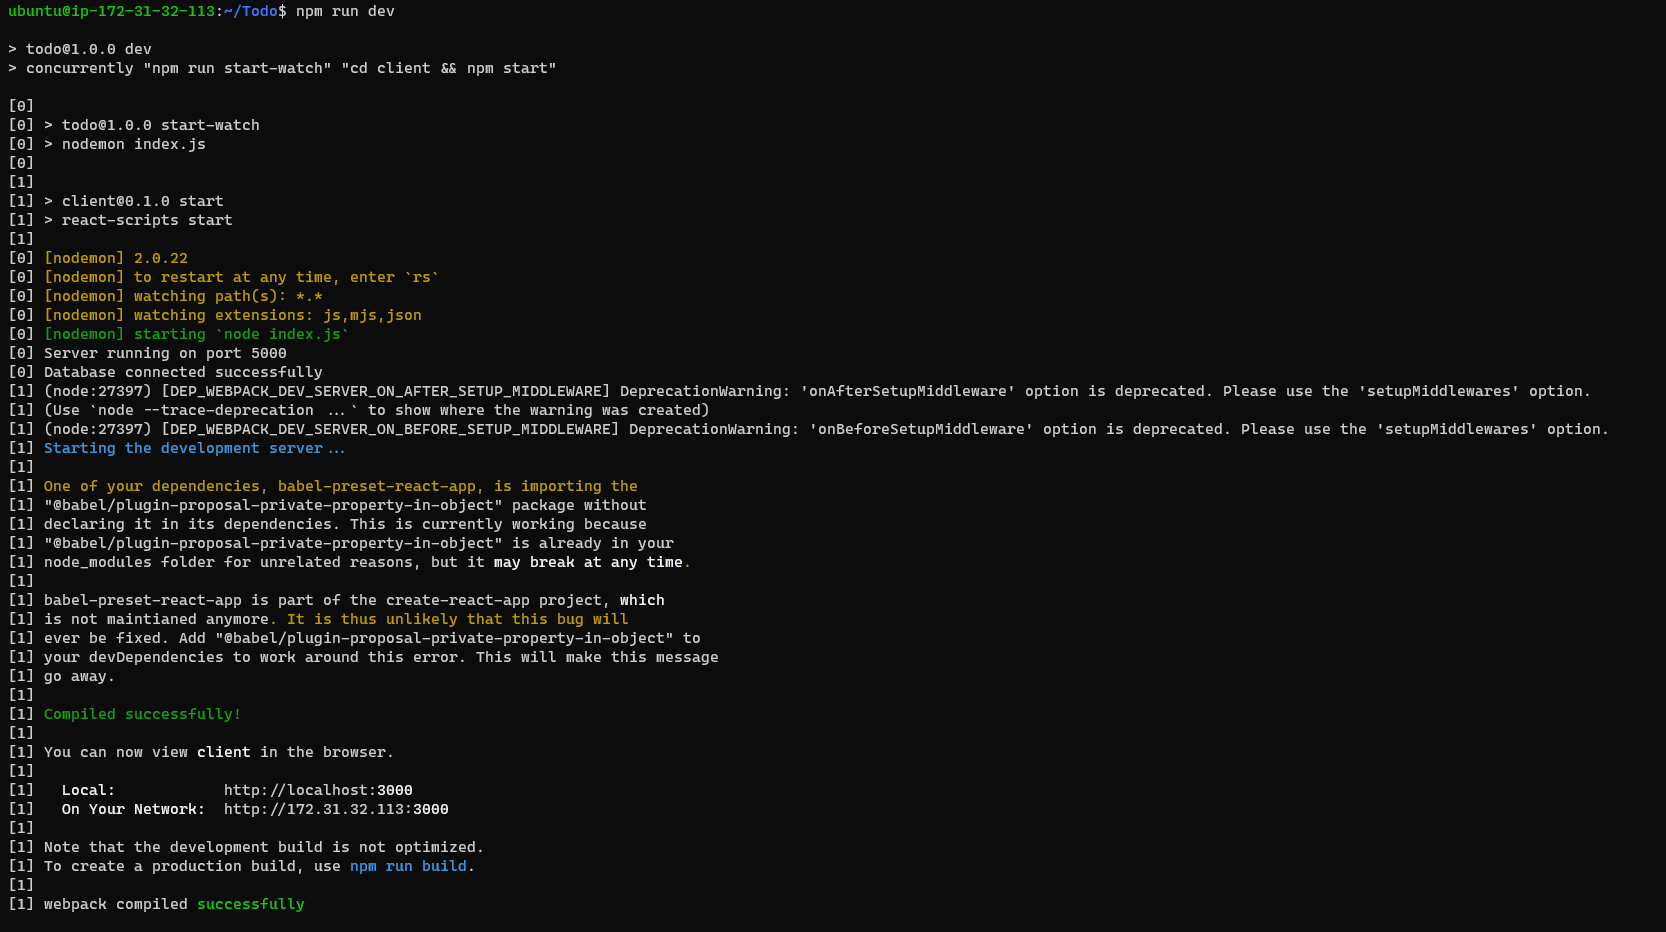 ubuntu@ip-172-31-32-113:~/Todo$ npm run dev

> todo@1.0.0 dev
> concurrently "npm run start-watch" "cd client && npm start"

[0]
[0] > todo@1.0.0 start-watch
[0] > nodemon index.js
[0]
[1]
[1] > client@0.1.0 start
[1] > react-scripts start
[1]
[0] [nodemon] 2.0.22
[0] [nodemon] to restart at any time, enter `rs`
[0] [nodemon] watching path(s): *.*
[0] [nodemon] watching extensions: js,mjs,json
[0] [nodemon] starting `node index.js`
[0] Server running on port 5000
[0] Database connected successfully
[1] (node:27397) [DEP_WEBPACK_DEV_SERVER_ON_AFTER_SETUP_MIDDLEWARE] DeprecationWarning: 'onAfterSetupMiddleware' option is deprecated. Please use the 'setupMiddlewares' option.
[1] (Use `node --trace-deprecation ...` to show where the warning was created)
[1] (node:27397) [DEP_WEBPACK_DEV_SERVER_ON_BEFORE_SETUP_MIDDLEWARE] DeprecationWarning: 'onBeforeSetupMiddleware' option is deprecated. Please use the 'setupMiddlewares' option.
[1] Starting the development server...
[1]
[1] One of your dependencies, babel-preset-react-app, is importing the
[1] "@babel/plugin-proposal-private-property-in-object" package without
[1] declaring it in its dependencies. This is currently working because
[1] "@babel/plugin-proposal-private-property-in-object" is already in your
[1] node_modules folder for unrelated reasons, but it may break at any time.
[1]
[1] babel-preset-react-app is part of the create-react-app project, which
[1] is not maintianed anymore. It is thus unlikely that this bug will
[1] ever be fixed. Add "@babel/plugin-proposal-private-property-in-object" to
[1] your devDependencies to work around this error. This will make this message
[1] go away.
[1]
[1] Compiled successfully!
[1]
[1] You can now view client in the browser.
[1]
[1]   Local:            http://localhost:3000
[1]   On Your Network:  http://172.31.32.113:3000
[1]
[1] Note that the development build is not optimized.
[1] To create a production build, use npm run build.
[1]
[1] webpack compiled successfully